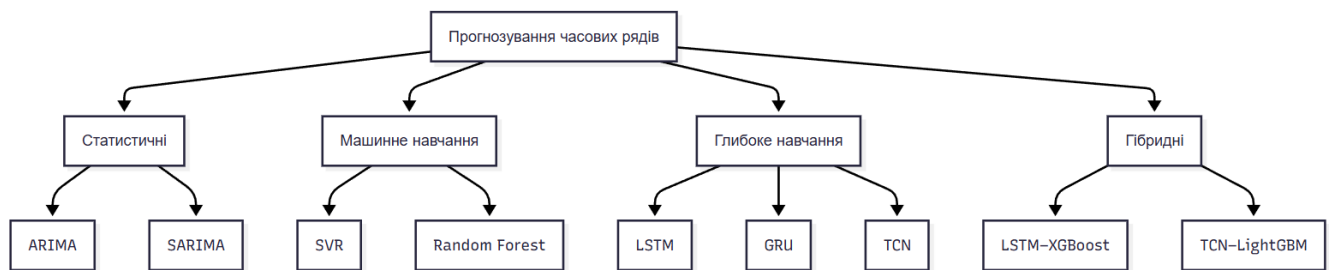 Прогнозування часових рядів
Статистичні
Машинне навчання
Глибоке навчання
Гібридні
ARIMA
SARIMA
SVR
Random Forest
LSTM
GRU
TCN
LSTM–XGBoost
TCN–LightGBM